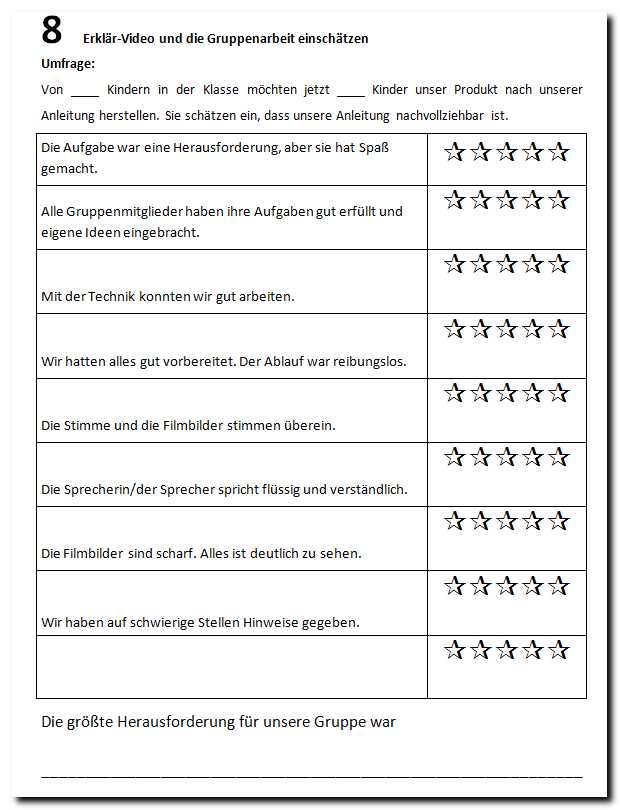 8 Erklär-Video und die Gruppenarbeit einschätzen
Umfrage:
Von ____ Kindern in der Klasse möchten jetzt ____ Kinder unser Produkt nach unserer
Anleitung herstellen. Sie schätzen ein, dass unsere Anleitung nachvollziehbar ist.
Die Aufgabe war eine Herausforderung, aber sie hat Spaß
gemacht.
Alle Gruppenmitglieder haben ihre Aufgaben gut erfüllt und
eigene Ideen eingebracht.
Mit der Technik konnten wir gut arbeiten.
Wir hatten alles gut vorbereitet. Der Ablauf war reibungslos.
Die Stimme und die Filmbilder stimmen überein.
Die Sprecherin/der Sprecher spricht flüssig und verständlich.
Die Filmbilder sind scharf. Alles ist deutlich zu sehen.
Wir haben auf schwierige Stellen Hinweise gegeben.
Die größte Herausforderung für unsere Gruppe war